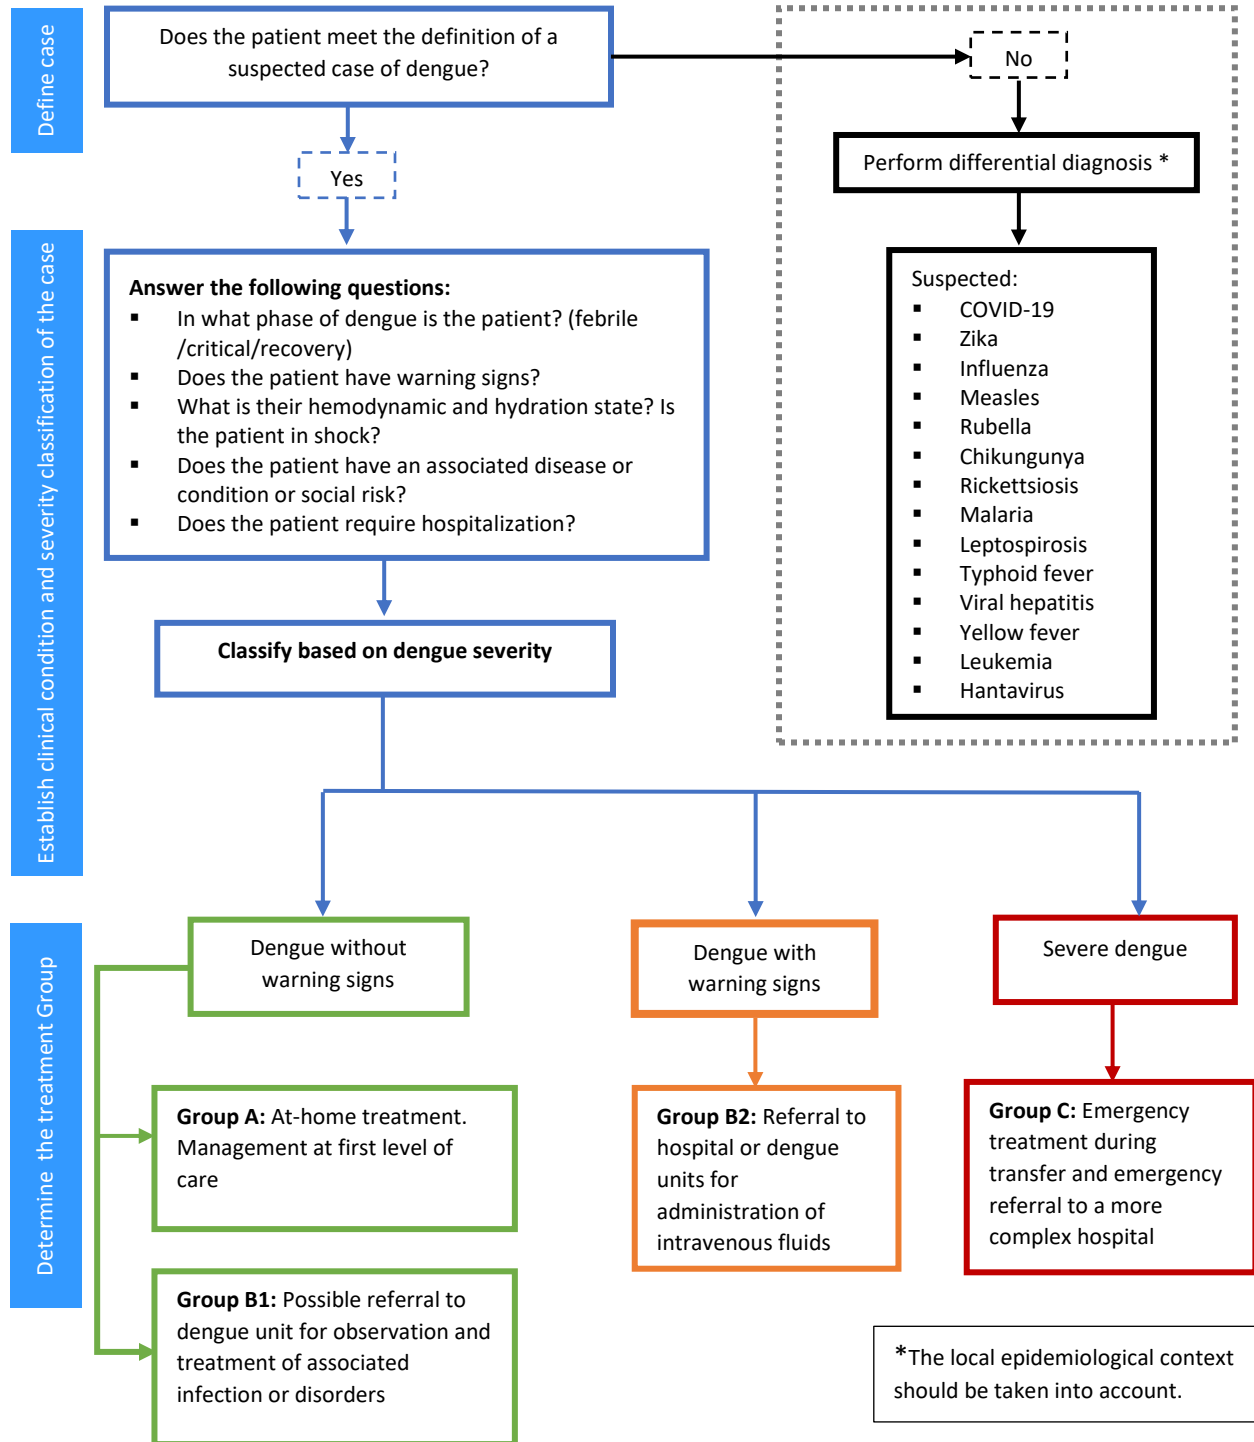 Define case
Does the patient meet the definition of a
suspected case of dengue?
No
Yes
Perform differential diagnosis *
Suspected:
▪ COVID-19
▪ Zika
▪ Influenza
▪ Measles
▪ Rubella
▪ Chikungunya
▪ Rickettsiosis
▪ Malaria
▪ Leptospirosis
▪ Typhoid fever
▪ Viral hepatitis
▪ Yellow fever
▪ Leukemia
▪ Hantavirus
Establish clinical condition and severity classification of the case
Answer the following questions:
▪ In what phase of dengue is the patient? (febrile
/critical/recovery)
▪ Does the patient have warning signs?
▪ What is their hemodynamic and hydration state? Is
the patient in shock?
▪ Does the patient have an associated disease or
condition or social risk?
▪ Does the patient require hospitalization?
Classify based on dengue severity
Determine the treatment Group
Dengue without
warning signs
Dengue with
warning signs
Severe dengue
Group A: At-home treatment.
Management at first level of
care
Group B1: Possible referral to
dengue unit for observation and
treatment of associated
infection or disorders
Group B2: Referral to
hospital or dengue
units for
administration of
intravenous fluids
Group C: Emergency
treatment during
transfer and emergency
referral to a more
complex hospital
*The local epidemiological context
should be taken into account.